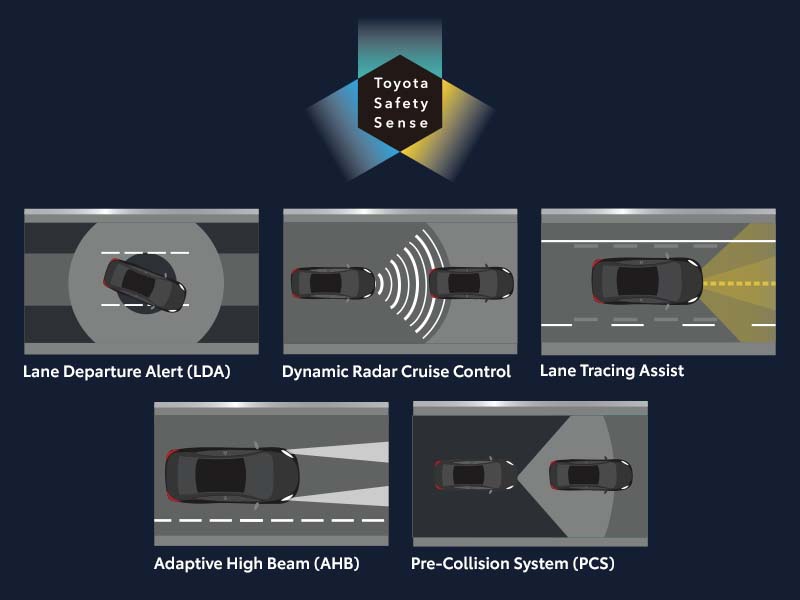 Toyota
Safety
Sense
Lane Departure Alert (LDA)
Dynamic Radar Cruise Control
Lane Tracing Assist
Adaptive High Beam (AHB)
Pre-Collision System (PCS)